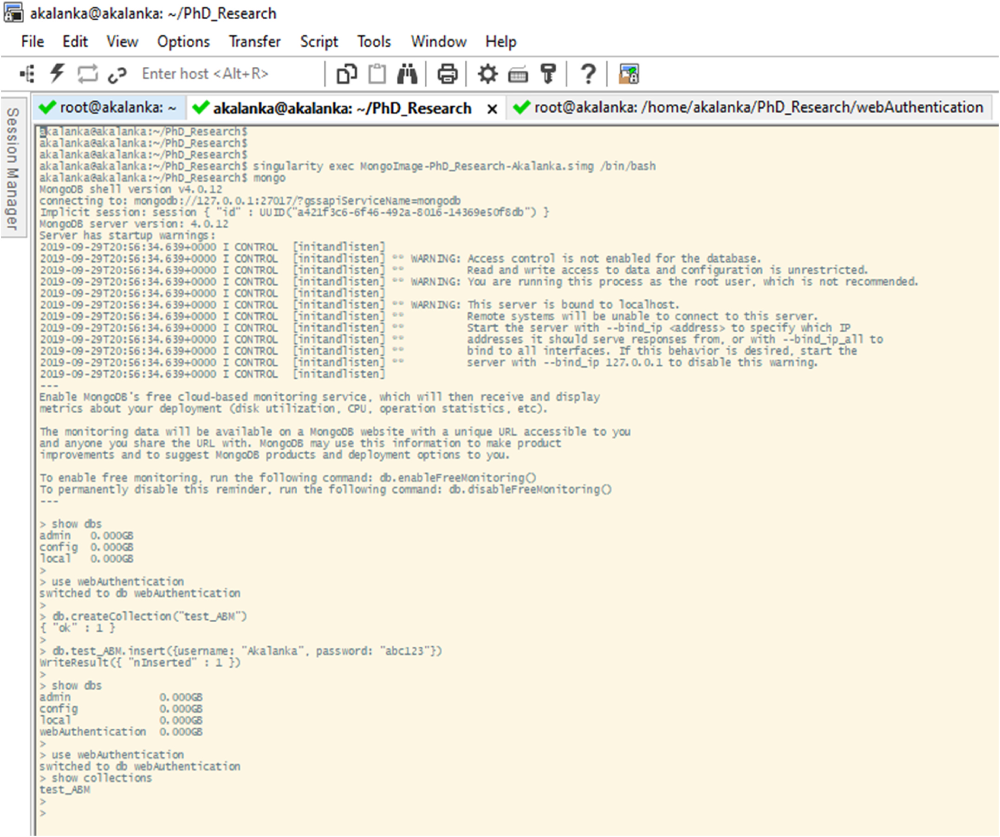 akalanka@akalanka: ~/PhD_Research
File Edit View Options Transfer Script Tools Window Help
Enter host <Alt+R>
Session Manager
root@akalanka: ~ akalanka@akalanka: ~/PhD_Research x root@akalanka: /home/akalanka/PhD_Research/webAuthentication
akalanka@akalanka:~/PhD_Research$
akalanka@akalanka:~/PhD_Research$
akalanka@akalanka:~/PhD_Research$
akalanka@akalanka:~/PhD_Research$ singularity exec MongoImage-PhD_Research-Akalanka.simg /bin/bash
akalanka@akalanka:~/PhD_Research$ mongo
MongoDB shell version v4.0.12
connecting to: mongodb://127.0.0.1:27017/?gssapiServiceName=mongodb
Implicit session: session { "id" : UUID("a421f3c6-6f46-492a-8016-14369e50f8db") }
MongoDB server version: 4.0.12
Server has startup warnings:
2019-09-29T20:56:34.639+0000 I CONTROL  [initandlisten]
2019-09-29T20:56:34.639+0000 I CONTROL  [initandlisten] ** WARNING: Access control is not enabled for the database.
2019-09-29T20:56:34.639+0000 I CONTROL  [initandlisten] **          Read and write access to data and configuration is unrestricted.
2019-09-29T20:56:34.639+0000 I CONTROL  [initandlisten] ** WARNING: You are running this process as the root user, which is not recommended.
2019-09-29T20:56:34.639+0000 I CONTROL  [initandlisten]
2019-09-29T20:56:34.639+0000 I CONTROL  [initandlisten] ** WARNING: This server is bound to localhost.
2019-09-29T20:56:34.639+0000 I CONTROL  [initandlisten] **          Remote systems will be unable to connect to this server.
2019-09-29T20:56:34.639+0000 I CONTROL  [initandlisten] **          Start the server with --bind_ip <address> to specify which IP
2019-09-29T20:56:34.639+0000 I CONTROL  [initandlisten] **          addresses it should serve responses from, or with --bind_ip_all to
2019-09-29T20:56:34.639+0000 I CONTROL  [initandlisten] **          bind to all interfaces. If this behavior is desired, start the
2019-09-29T20:56:34.639+0000 I CONTROL  [initandlisten] **          server with --bind_ip 127.0.0.1 to disable this warning.
2019-09-29T20:56:34.639+0000 I CONTROL  [initandlisten]
---
Enable MongoDB's free cloud-based monitoring service, which will then receive and display
metrics about your deployment (disk utilization, CPU, operation statistics, etc).
The monitoring data will be available on a MongoDB website with a unique URL accessible to you
and anyone you share the URL with. MongoDB may use this information to make product
improvements and to suggest MongoDB products and deployment options to you.
To enable free monitoring, run the following command: db.enableFreeMonitoring()
To permanently disable this reminder, run the following command: db.disableFreeMonitoring()
---
> show dbs
admin   0.000GB
config  0.000GB
local   0.000GB
>
> use webAuthentication
switched to db webAuthentication
>
> db.createCollection("test_ABM")
{ "ok" : 1 }
>
> db.test_ABM.insert({username: "Akalanka", password: "abc123"})
WriteResult({ "nInserted" : 1 })
>
> show dbs
admin              0.000GB
config             0.000GB
local              0.000GB
webAuthentication  0.000GB
>
> use webAuthentication
switched to db webAuthentication
> show collections
test_ABM
>
>